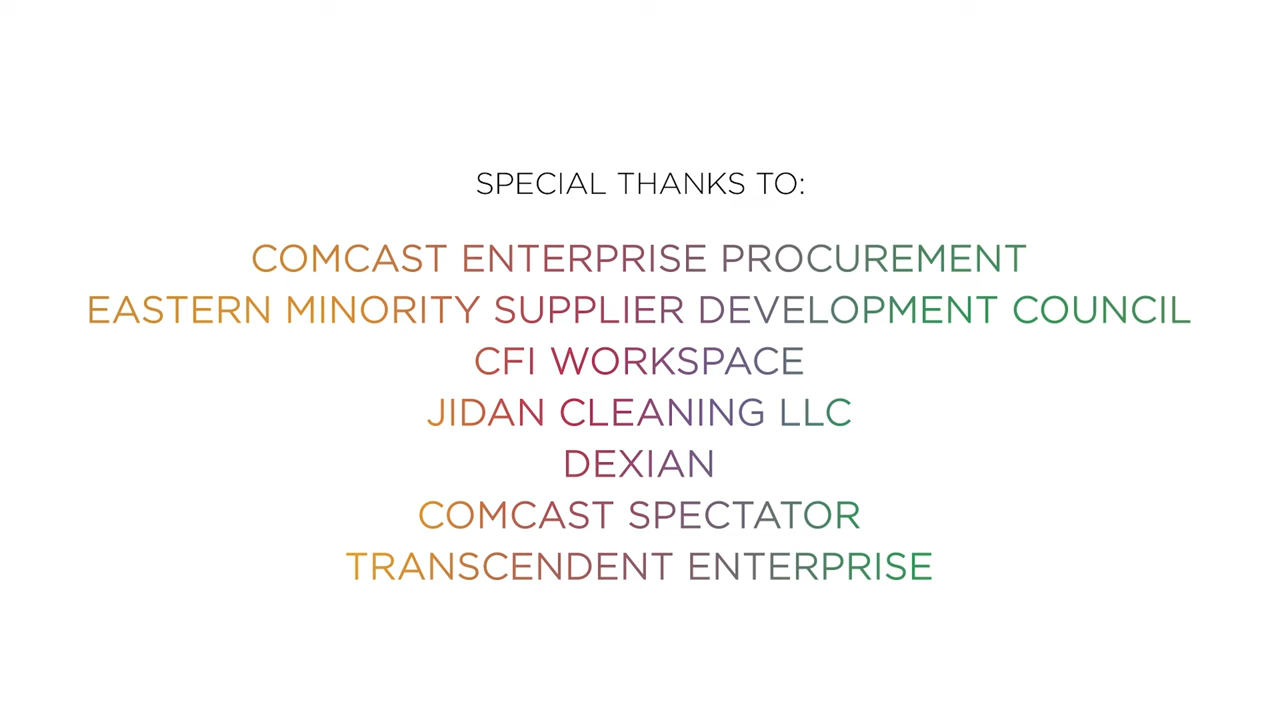 SPECIAL THANKS TO:
COMCAST ENTERPRISE PROCUREMENT
EASTERN MINORITY SUPPLIER DEVELOPMENT COUNCIL
CFI WORKSPACE
JIDAN CLEANING LLC
DEXIAN
COMCAST SPECTATOR
TRANSCENDENT ENTERPRISE